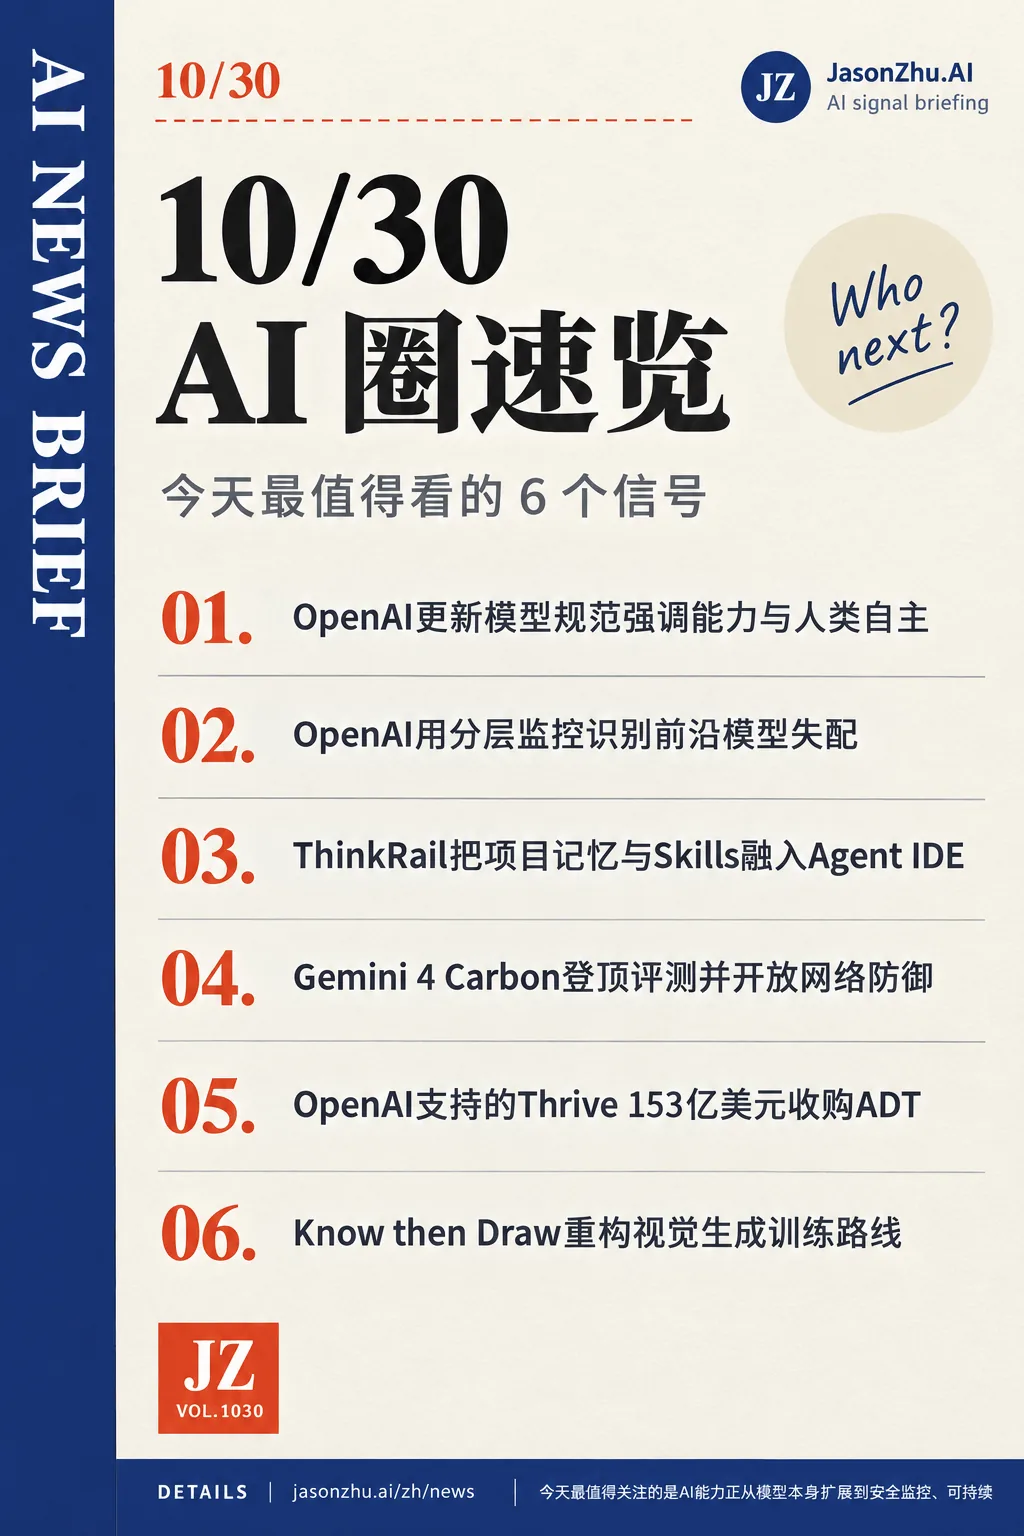 AI NEWS BRIEF
10/30
JZ
JasonZhu.AI
AI signal briefing
10/30
AI 圈速览
Who
next?
今天最值得看的 6 个信号
01. OpenAI更新模型规范强调能力与人类自主
02. OpenAI用分层监控识别前沿模型失配
03. ThinkRail把项目记忆与Skills融入Agent IDE
04. Gemini 4 Carbon登顶评测并开放网络防御
05. OpenAI支持的Thrive 153亿美元收购ADT
06. Know then Draw重构视觉生成训练路线
JZ
VOL.1030
DETAILS | jasonzhu.ai/zh/news | 今天最值得关注的是AI能力正从模型本身扩展到安全监控、可持续